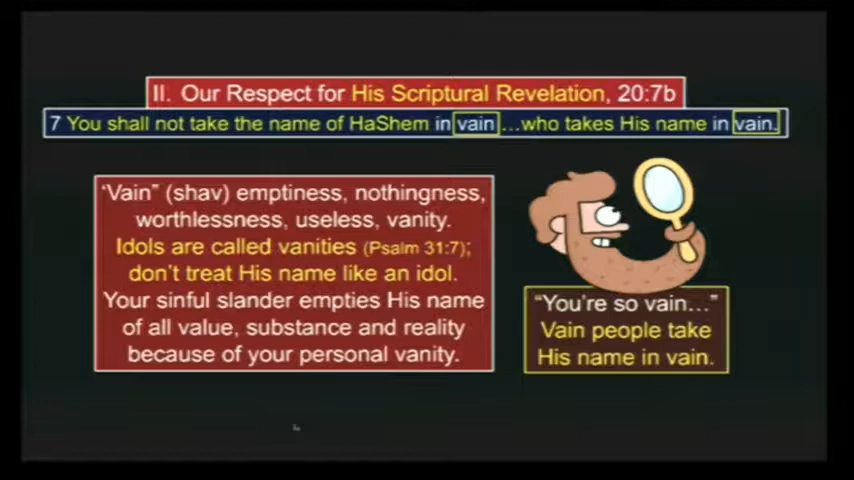 II. Our Respect for His Scriptural Revelation, 20:7b
7 You shall not take the name of HaShem in vain …who takes His name in vain.
‘Vain” (shav) emptiness, nothingness,
worthlessness, useless, vanity.
Idols are called vanities (Psalm 31:7);
don’t treat His name like an idol.
Your sinful slander empties His name
of all value, substance and reality
because of your personal vanity.
“You’re so vain…”
Vain people take
His name in vain.